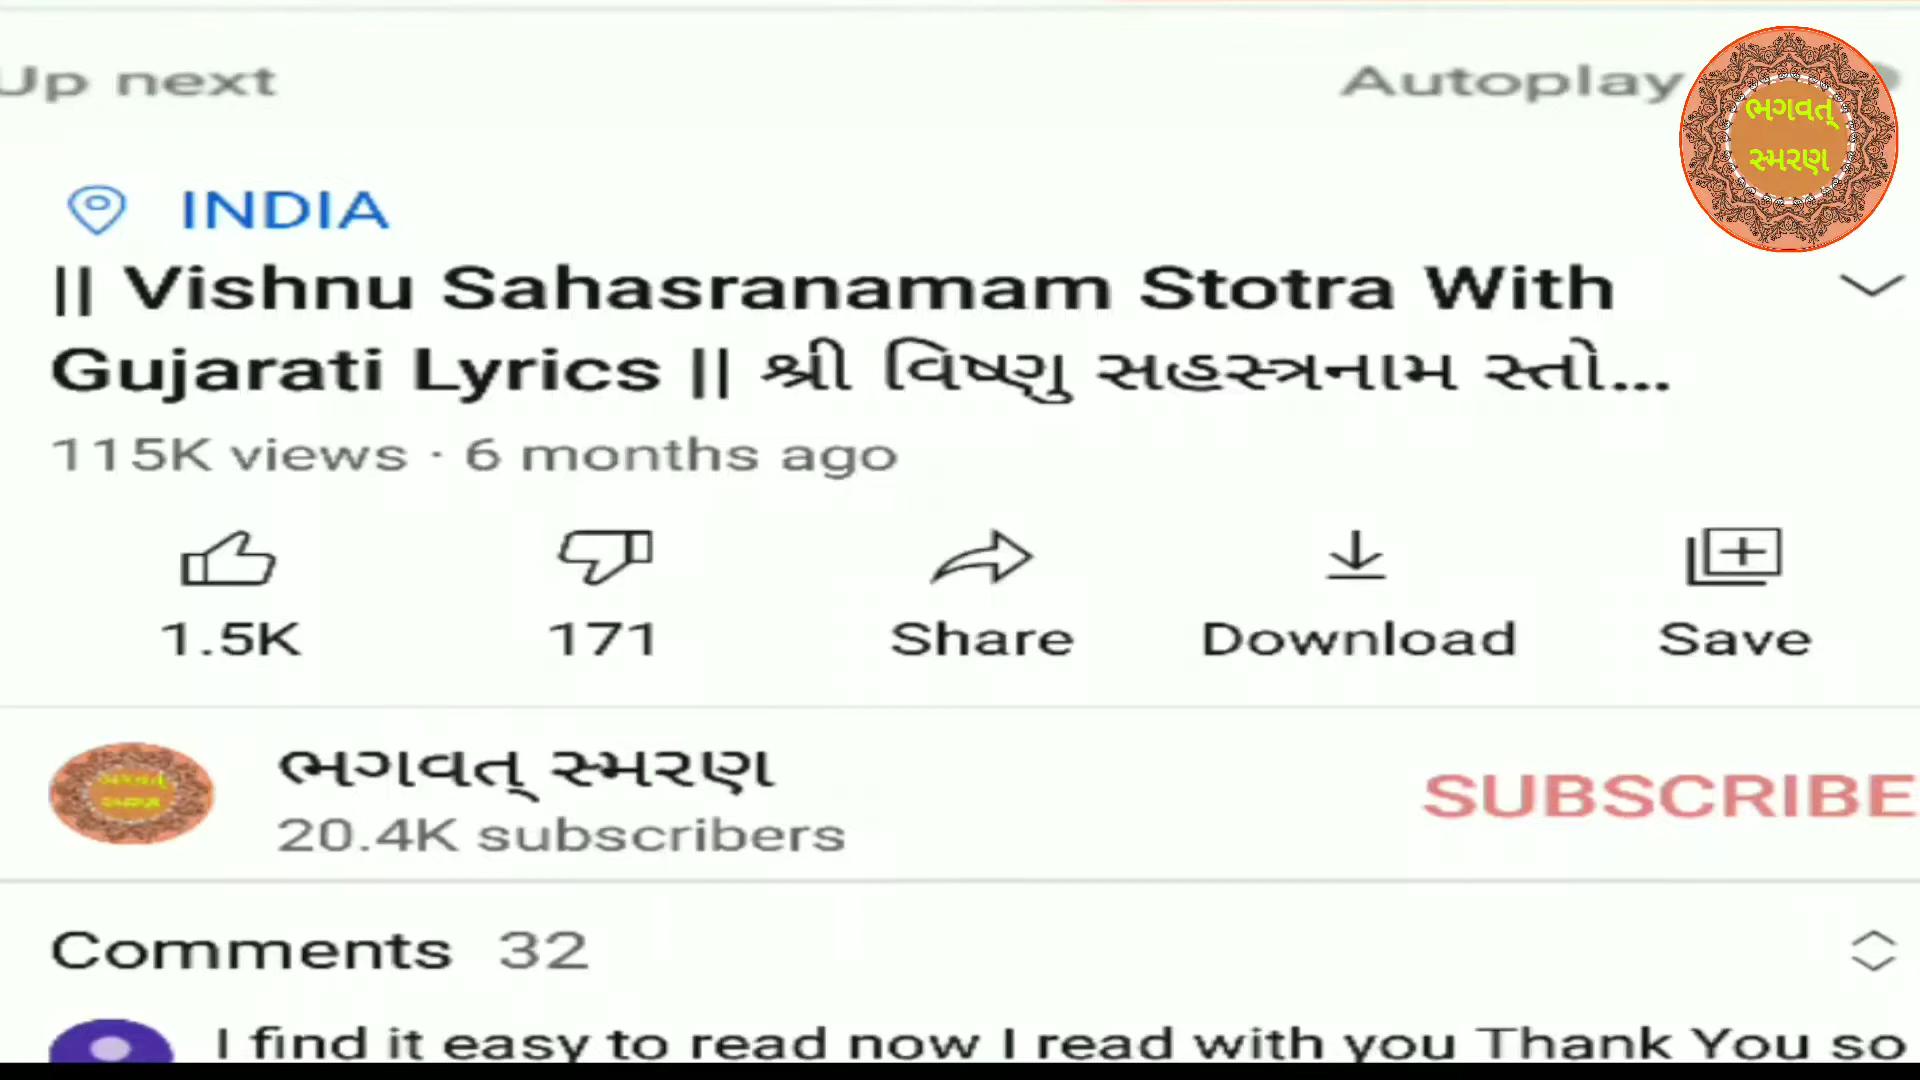 Up next
Autoplay
ભગવત્
સ્મરણ
INDIA
|| Vishnu Sahasranamam Stotra With
Gujarati Lyrics || શ્રી વિષ્ણુ સહસ્ત્રનામ સ્તો...
115K views · 6 months ago
1.5K
171
Share
Download
Save
ભગવત્ સ્મરણ
20.4K subscribers
SUBSCRIBE
Comments 32
I find it easy to read now I read with you Thank You so